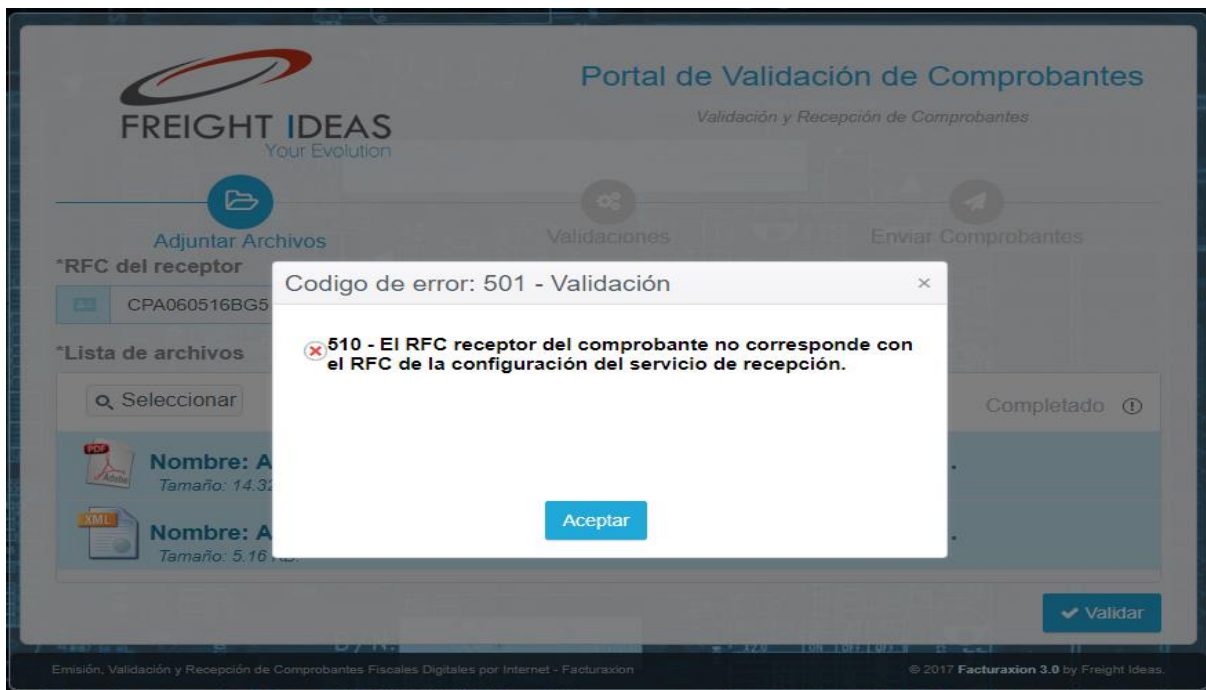 FREIGHT IDEAS
Your Evolution
Portal de Validación de Comprobantes
Validación y Recepción de Comprobantes
Adjuntar Archivos
Validaciones
Enviar Comprobantes
*RFC del receptor
CPA060516BG5
Codigo de error: 501 - Validación
×
510 - El RFC receptor del comprobante no corresponde con
el RFC de la configuración del servicio de recepción.
Aceptar
*Lista de archivos
Seleccionar
Completado
PDF
Adobe
Nombre: A
Tamaño: 14.32
XML
Nombre: A
Tamaño: 5.16
Validar
Emisión, Validación y Recepción de Comprobantes Fiscales Digitales por Internet - Facturaxion
© 2017 Facturaxion 3.0 by Freight Ideas.